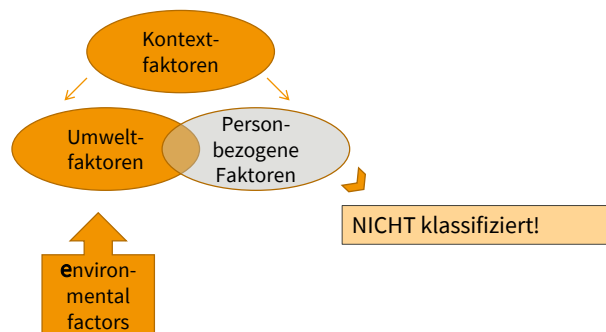 Kontext-
faktoren
Umwelt-
faktoren
Person-
bezogene
Faktoren
NICHT klassifiziert!
environ-
mental
factors